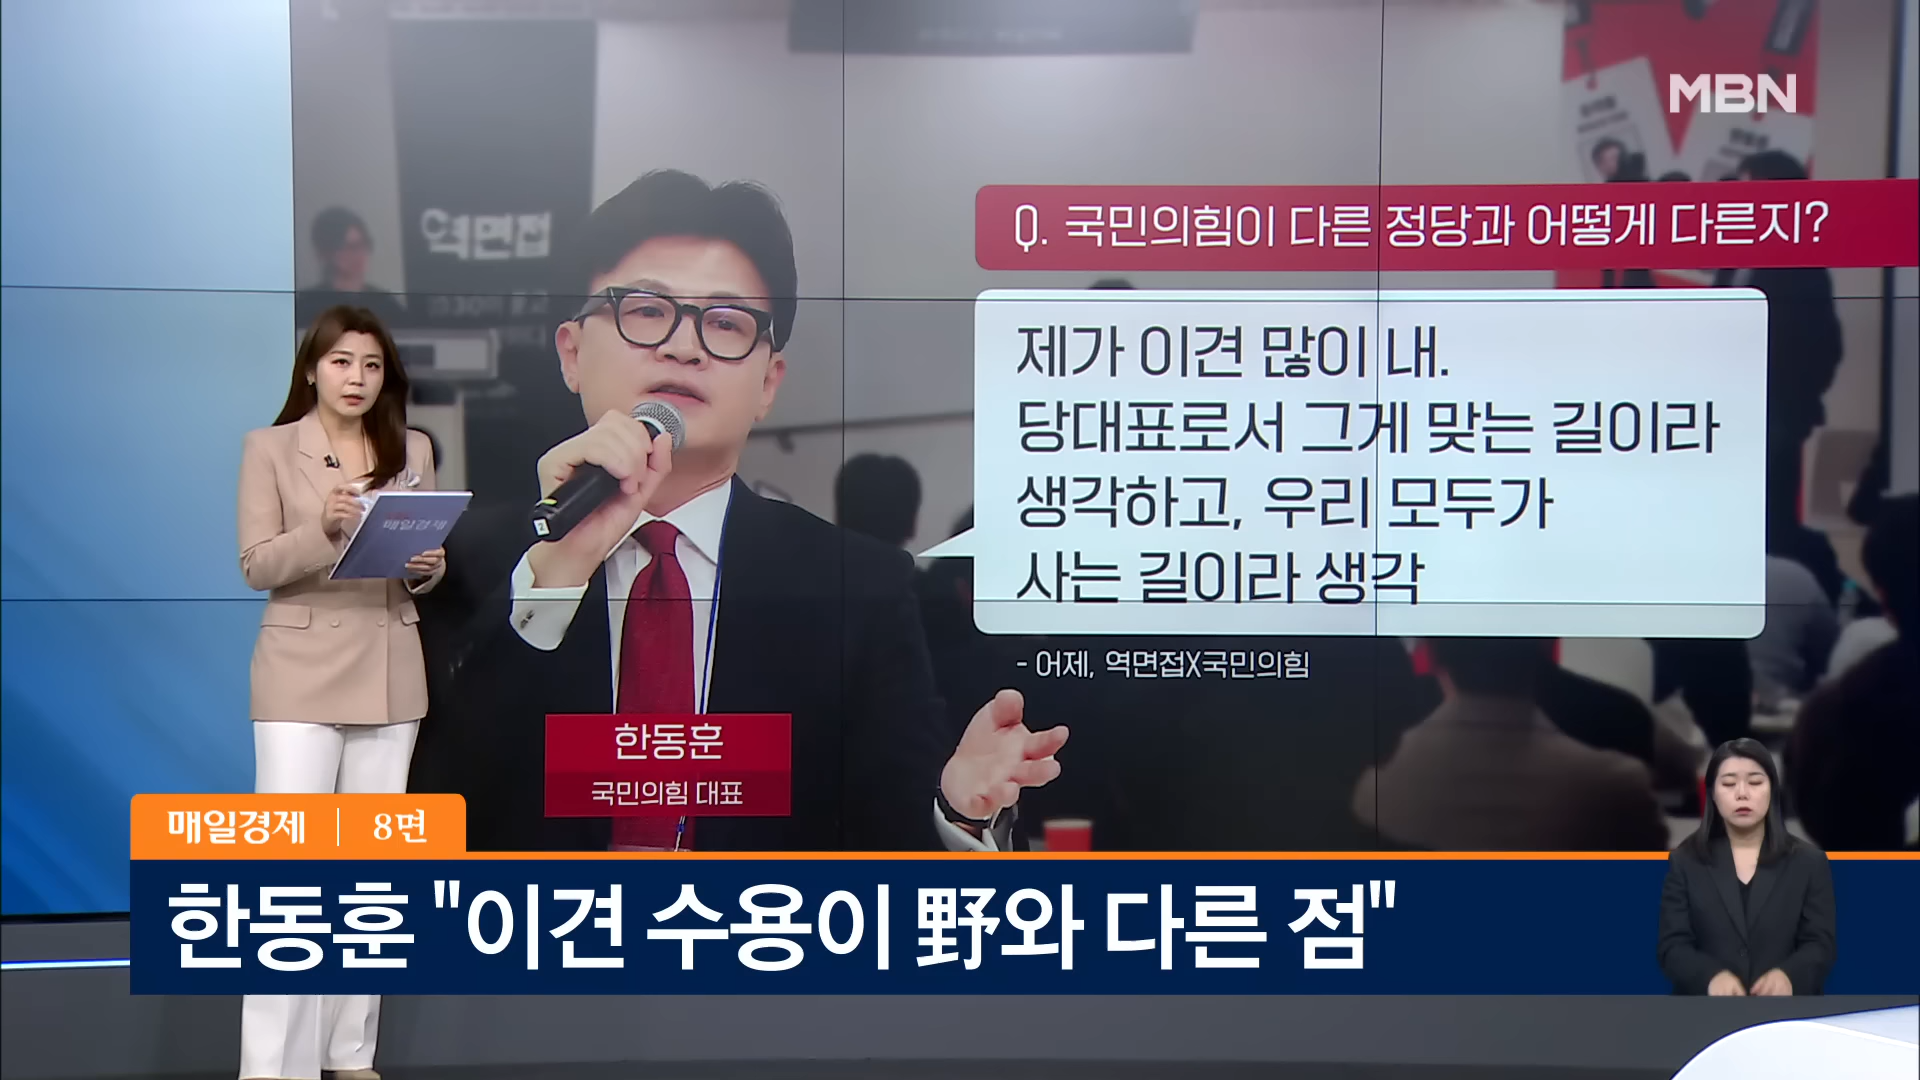 MBN
역면접
Q. 국민의힘이 다른 정당과 어떻게 다른지?
제가 이견 많이 내.
당대표로서 그게 맞는 길이라
생각하고, 우리 모두가
사는 길이라 생각
- 어제, 역면접X국민의힘
매일경제
한동훈
국민의힘 대표
매일경제 | 8면
한동훈 "이견 수용이 野와 다른 점"